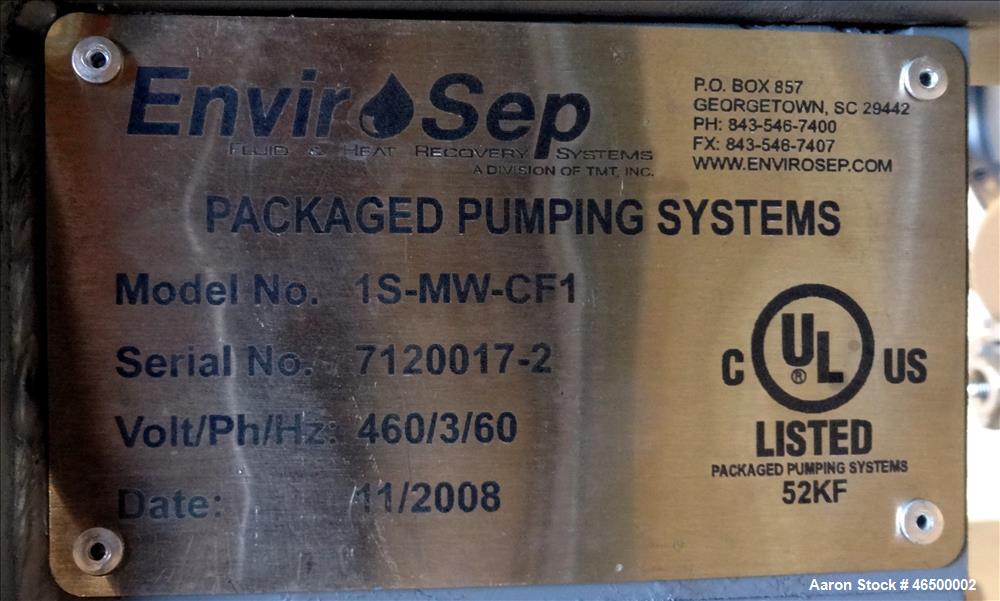 EnviroSep
FLUID & HEAT RECOVERY SYSTEMS
A DIVISION OF TMT, INC.
P.O. BOX 857
GEORGETOWN, SC 29442
PH: 843-546-7400
FX: 843-546-7407
WWW.ENVIROSEP.COM
PACKAGED PUMPING SYSTEMS
Model No. 1S-MW-CF1
Serial No. 7120017-2
Volt/Ph/Hz: 460/3/60
Date: 11/2008
C UL ® US
LISTED
PACKAGED PUMPING SYSTEMS
52KF
Aaron Stock # 46500002